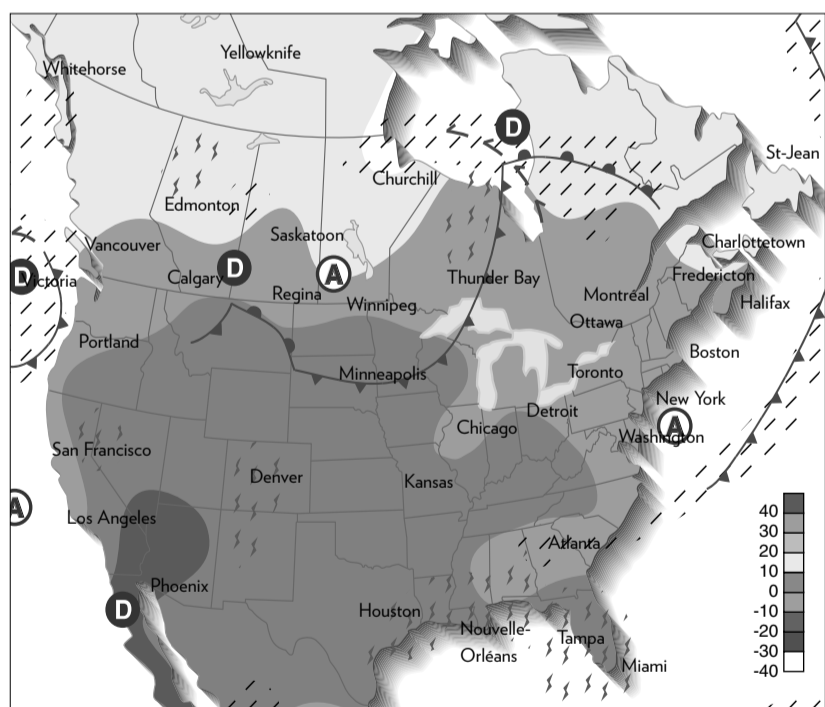 Yellowknife
Whitehorse
D
St-Jean
Churchill
Edmonton
Saskatoon
Vancouver
Charlottetown
D
Victoria
Calgary
D
A
Thunder Bay
Fredericton
Regina
Winnipeg
Montréal
Halifax
Ottawa
Portland
Minneapolis
Toronto
Boston
New York
Detroit
Chicago
A
Washington
San Francisco
Denver
Kansas
A
Los Angeles
Atlanta
Phoenix
D
Houston
Nouvelle-
Orléans
Tampa
Miami
40
30
20
10
0
-10
-20
-30
-40